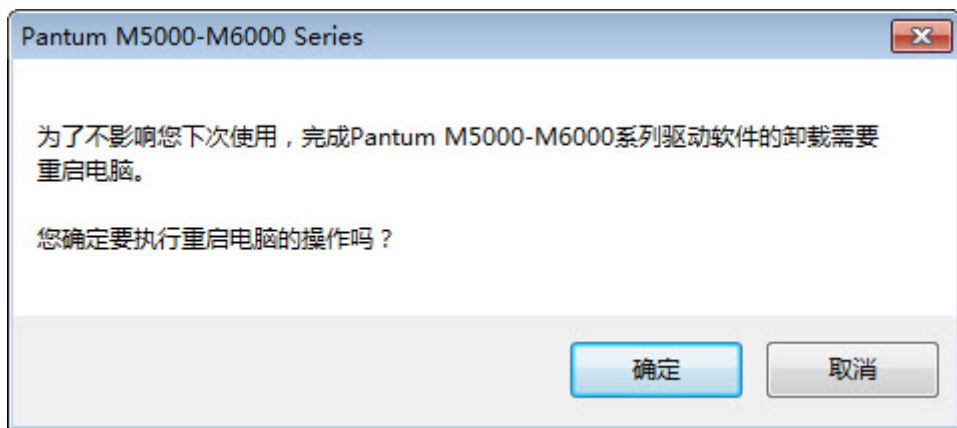 Pantum M5000-M6000 Series
为了不影响您下次使用，完成Pantum M5000-M6000系列驱动软件的卸载需要
重启电脑。
您确定要执行重启电脑的操作吗？
确定
取消